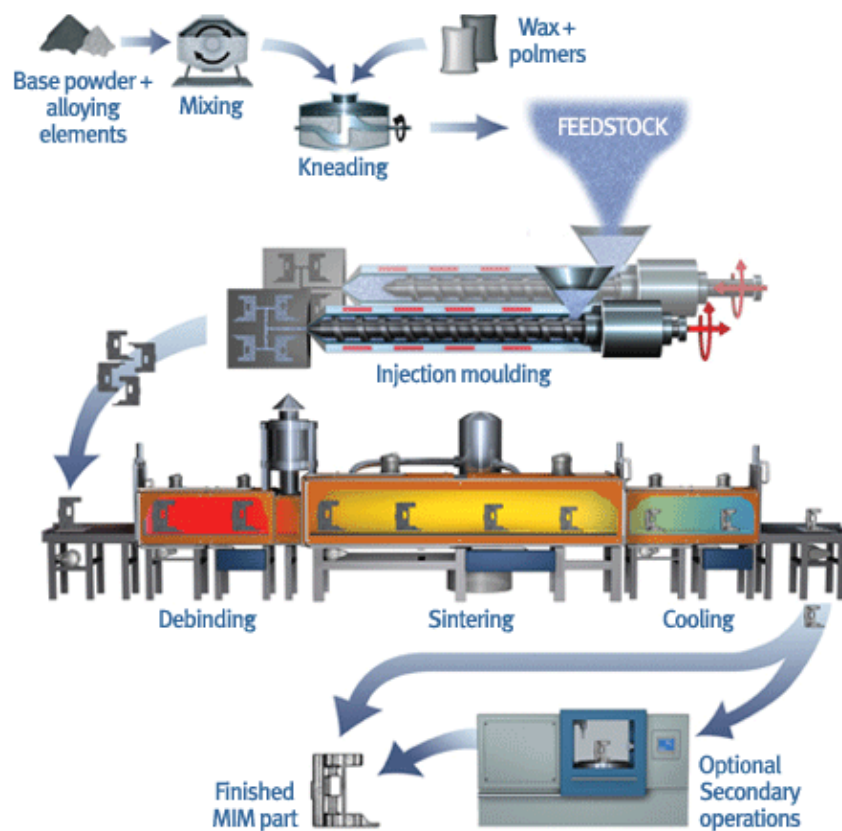 Base powder +
alloying
elements
Mixing
Wax +
polmers
Kneading
FEEDSTOCK
Injection moulding
Debinding
Sintering
Cooling
Finished
MIM part
Optional
Secondary
operations